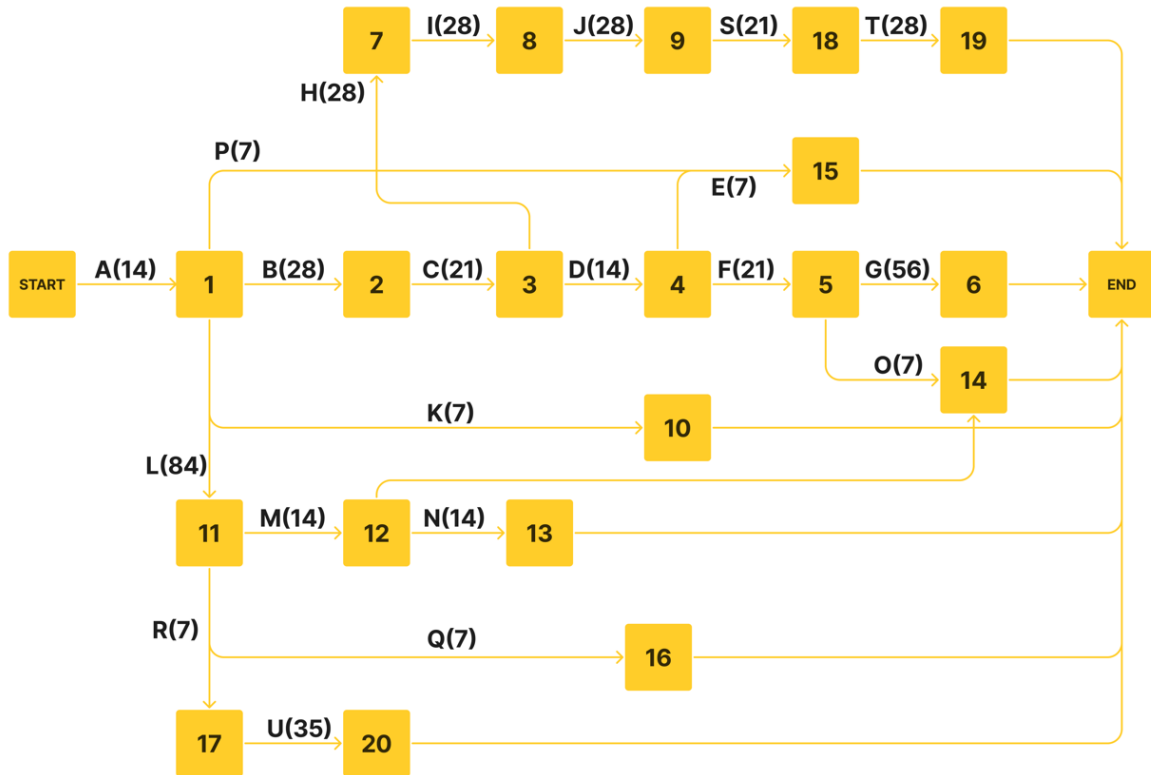 7
I(28)
8
J(28)
9
S(21)
18
T(28)
19
H(28)
P(7)
15
E(7)
START
A(14)
1
B(28)
2
C(21)
3
D(14)
4
F(21)
5
G(56)
6
END
O(7)
14
K(7)
10
L(84)
11
M(14)
12
N(14)
13
R(7)
Q(7)
16
17
U(35)
20